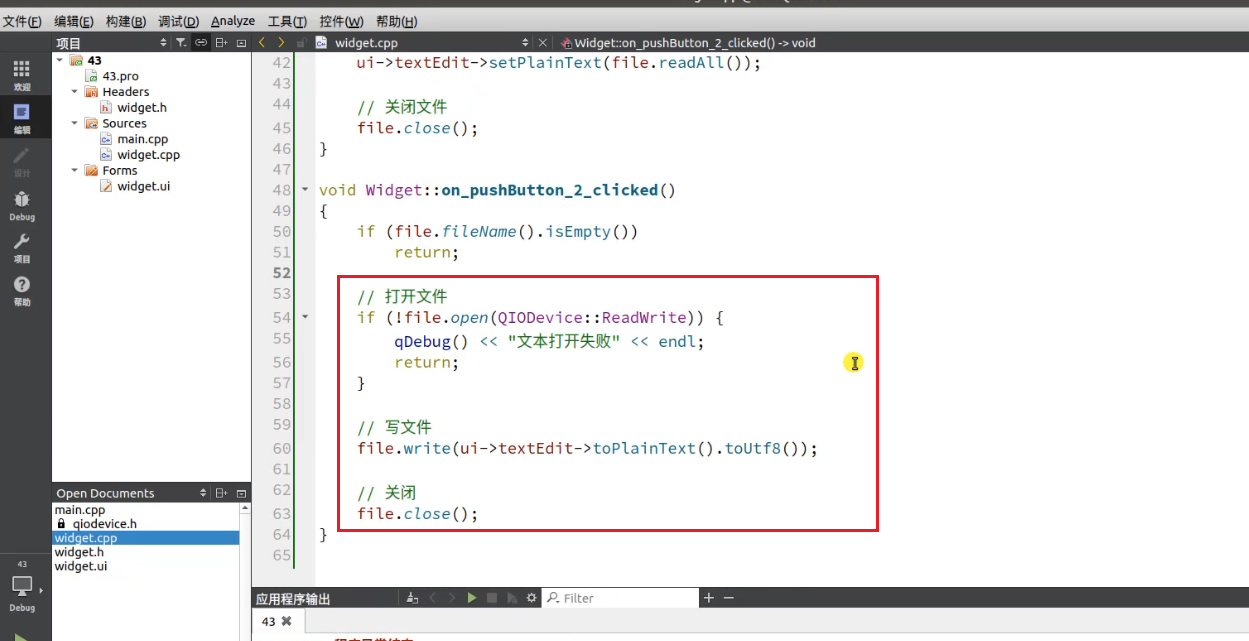 文件(F) 编辑(E) 构建(B) 调试(D) Analyze 工具(T) 控件(W) 帮助(H)
项目
widget.cpp
Widget::on_pushButton_2_clicked() -> void
欢迎
编辑
设计
Debug
项目
帮助
43
43.pro
Headers
widget.h
Sources
main.cpp
widget.cpp
Forms
widget.ui
42 ui->textEdit->setPlainText(file.readAll());
43
44 // 关闭文件
45 file.close();
46 }
47
48 void Widget::on_pushButton_2_clicked()
49 {
50 if (file.fileName().isEmpty())
51 return;
52
53 // 打开文件
54 if (!file.open(QIODevice::ReadWrite)) {
55 qDebug() << "文本打开失败" << endl;
56 return;
57 }
58
59 // 写文件
60 file.write(ui->textEdit->toPlainText().toUtf8());
61
62 // 关闭
63 file.close();
64 }
65
Open Documents
main.cpp
qiodevice.h
widget.cpp
widget.h
widget.ui
43
Debug
应用程序输出
Filter
43